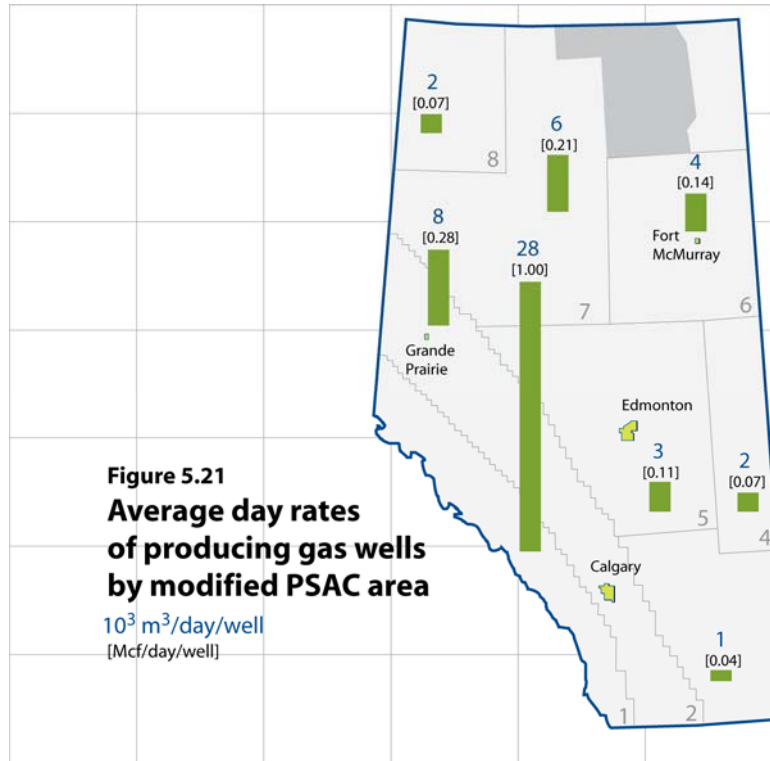 2
[0.07]
8
6
[0.21]
4
[0.14]
Fort
McMurray
8
[0.28]
28
[1.00]
7
6
Grande
Prairie
Edmonton
3
[0.11]
2
[0.07]
5
4
Figure 5.21
Average day rates
of producing gas wells
by modified PSAC area
10³ m³/day/well
[Mcf/day/well]
Calgary
1
[0.04]
1
2